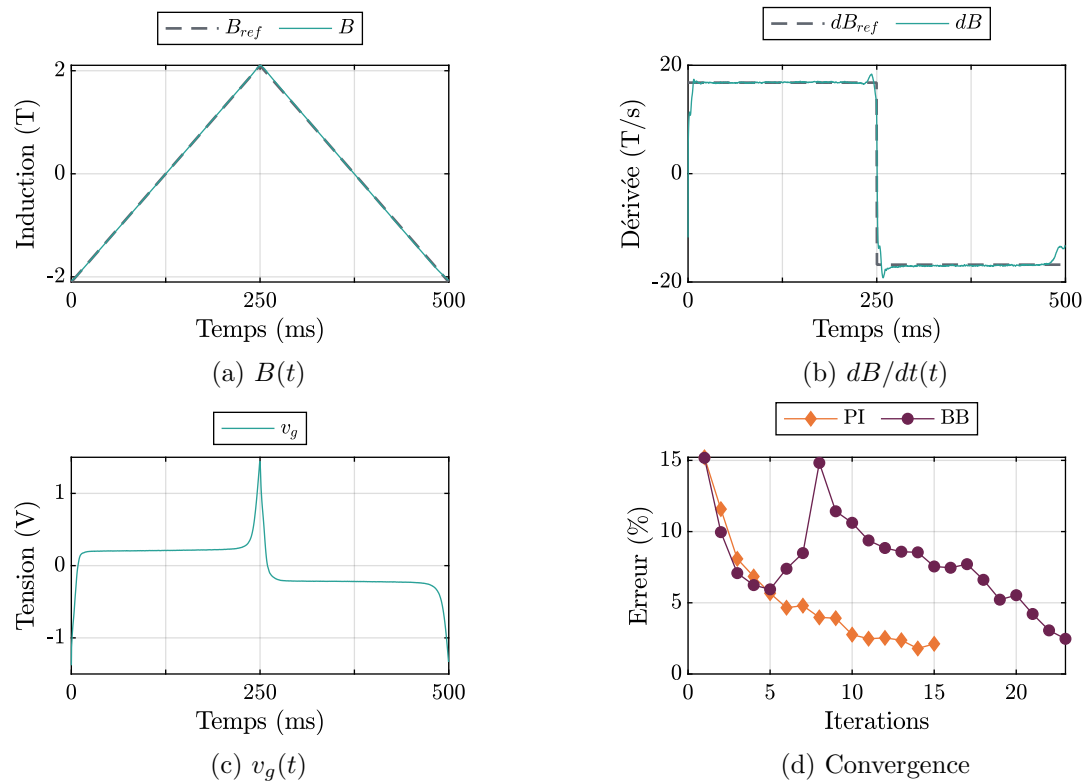 B_ref B
Induction (T)
2
0
-2
0 250 500
Temps (ms)
(a) B(t)
dB_ref dB
Dérivée (T/s)
20
0
-20
0 250 500
Temps (ms)
(b) dB/dt(t)
v_g
Tension (V)
1
0
-1
0 250 500
Temps (ms)
(c) v_g(t)
PI BB
Erreur (%)
15
10
5
0
0 5 10 15 20
Iterations
(d) Convergence